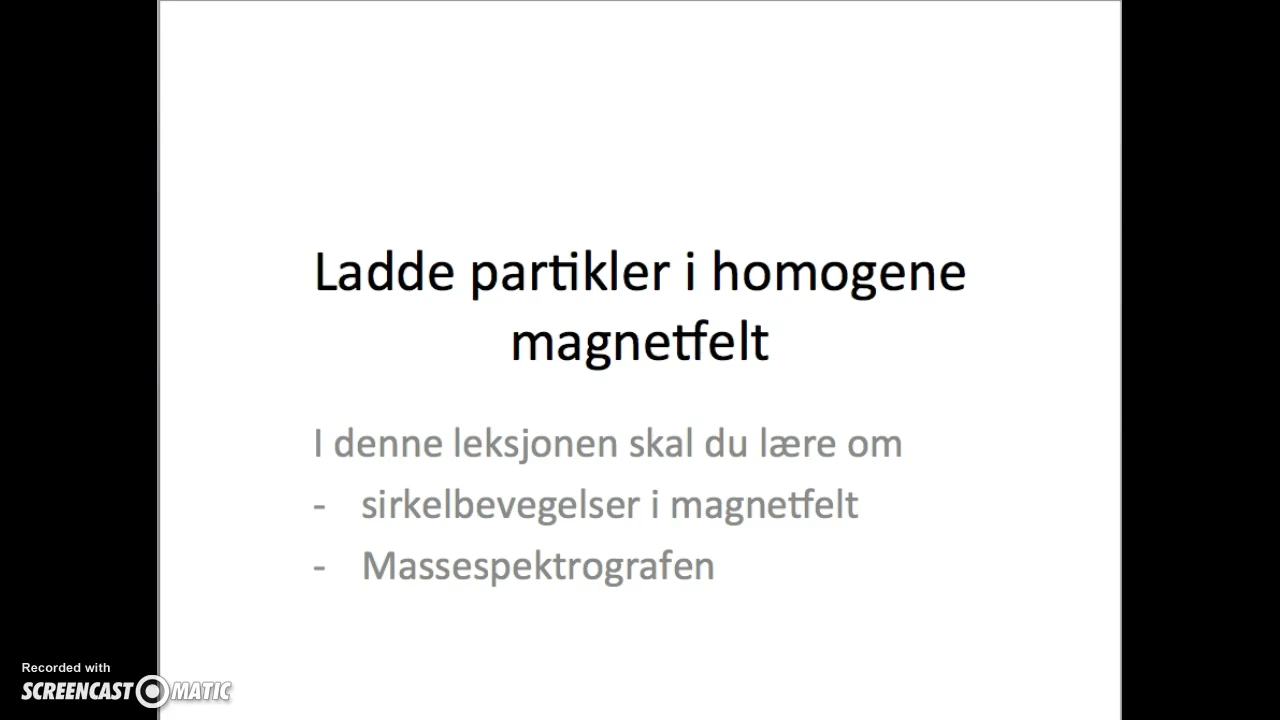 Ladde partikler i homogene
magnetfelt
I denne leksjonen skal du lære om
- sirkelbevegelser i magnetfelt
- Massespektrografen
Recorded with
SCREENCAST MATIC